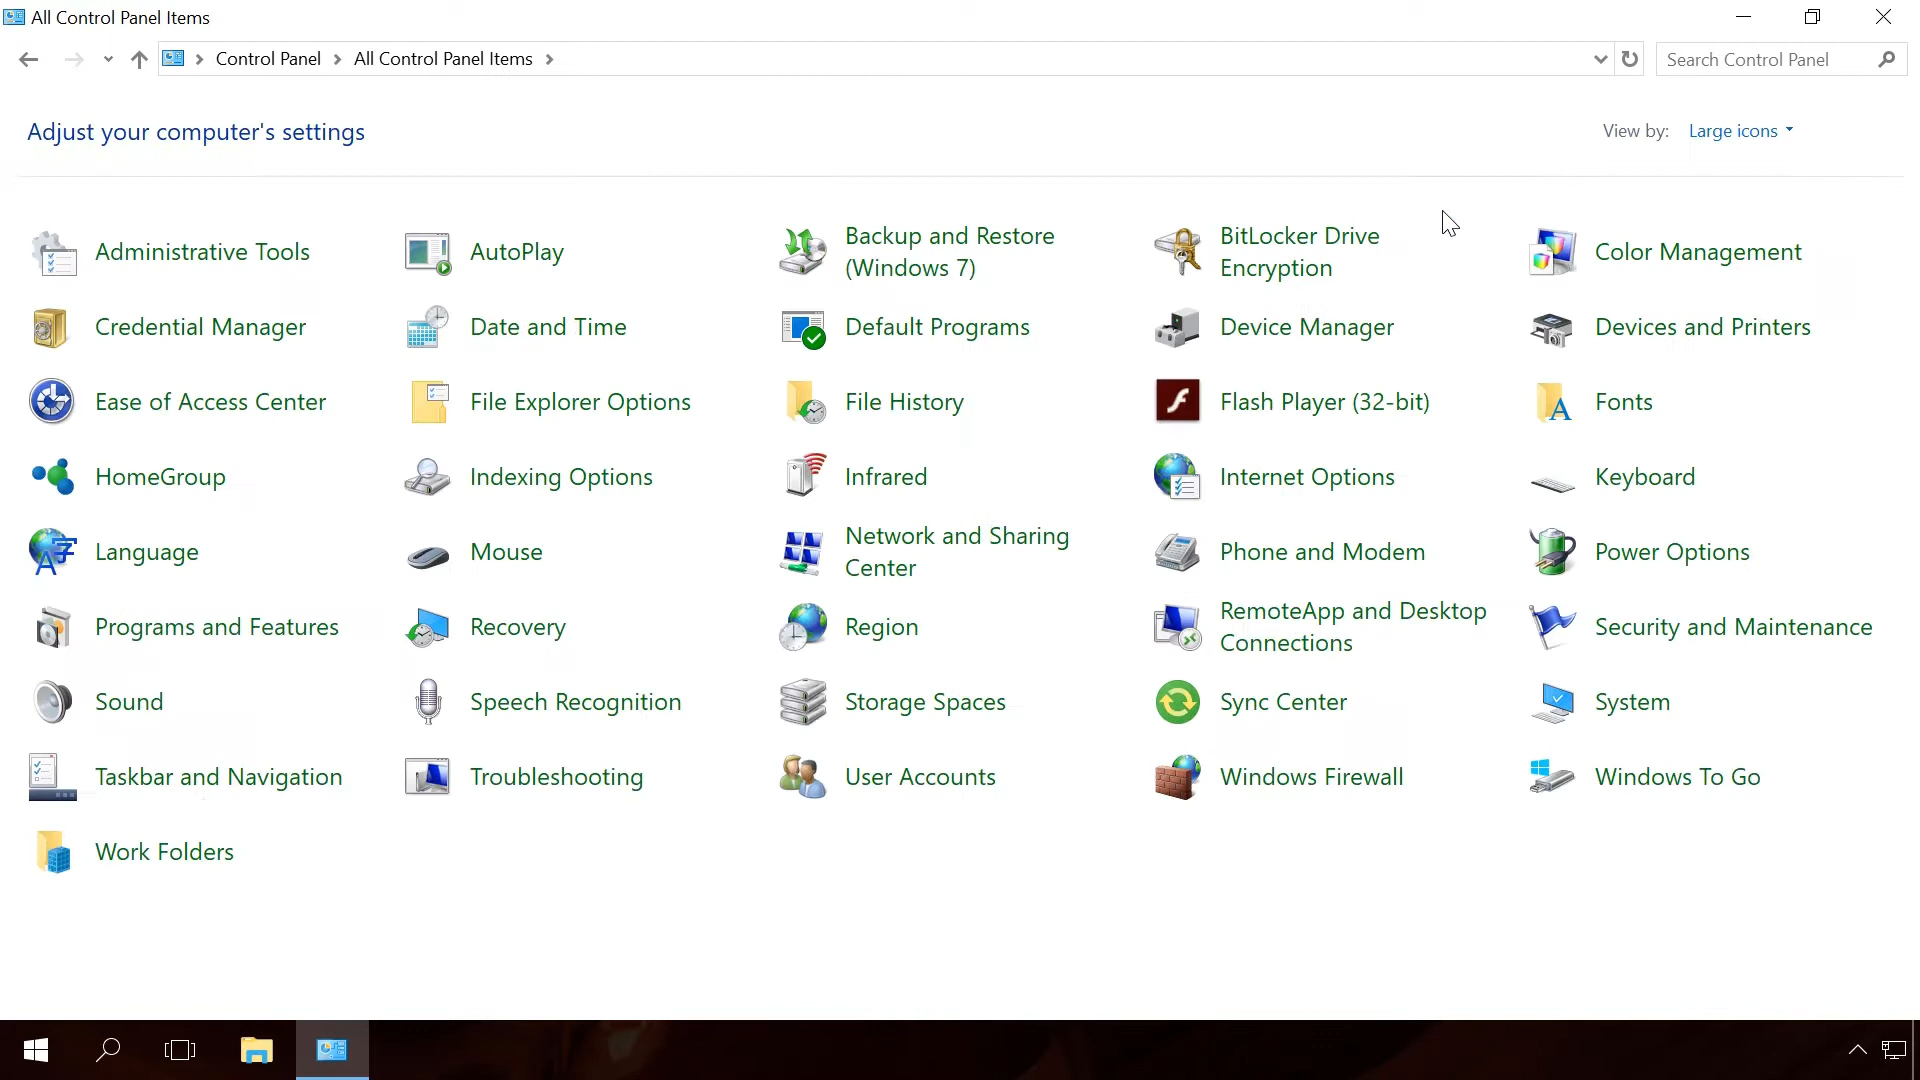 All Control Panel Items
Control Panel
All Control Panel Items
Search Control Panel
Adjust your computer's settings
View by: Large icons
Administrative Tools
AutoPlay
Backup and Restore
(Windows 7)
BitLocker Drive
Encryption
Color Management
Credential Manager
Date and Time
Default Programs
Device Manager
Devices and Printers
Ease of Access Center
File Explorer Options
File History
Flash Player (32-bit)
Fonts
HomeGroup
Indexing Options
Infrared
Internet Options
Keyboard
Language
Mouse
Network and Sharing
Center
Phone and Modem
Power Options
Programs and Features
Recovery
Region
RemoteApp and Desktop
Connections
Security and Maintenance
Sound
Speech Recognition
Storage Spaces
Sync Center
System
Taskbar and Navigation
Troubleshooting
User Accounts
Windows Firewall
Windows To Go
Work Folders